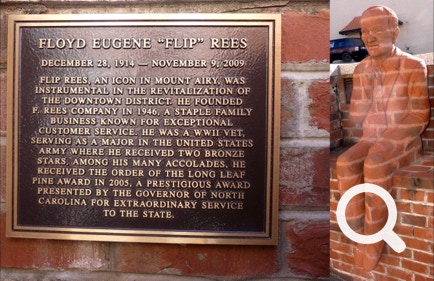 FLOYD EUGENE "FLIP" REES
DECEMBER 28, 1914 — NOVEMBER 9, 2009
FLIP REES, AN ICON IN MOUNT AIRY, WAS
INSTRUMENTAL IN THE REVITALIZATION OF
THE DOWNTOWN DISTRICT. HE FOUNDED
F. REES COMPANY IN 1946, A STAPLE FAMILY
BUSINESS KNOWN FOR EXCEPTIONAL
CUSTOMER SERVICE. HE WAS A WWII VET,
SERVING AS A MAJOR IN THE UNITED STATES
ARMY WHERE HE RECEIVED TWO BRONZE
STARS. AMONG HIS MANY ACCOLADES, HE
RECEIVED THE ORDER OF THE LONG LEAF
PINE AWARD IN 2005, A PRESTIGIOUS AWARD
PRESENTED BY THE GOVERNOR OF NORTH
CAROLINA FOR EXTRAORDINARY SERVICE
TO THE STATE.